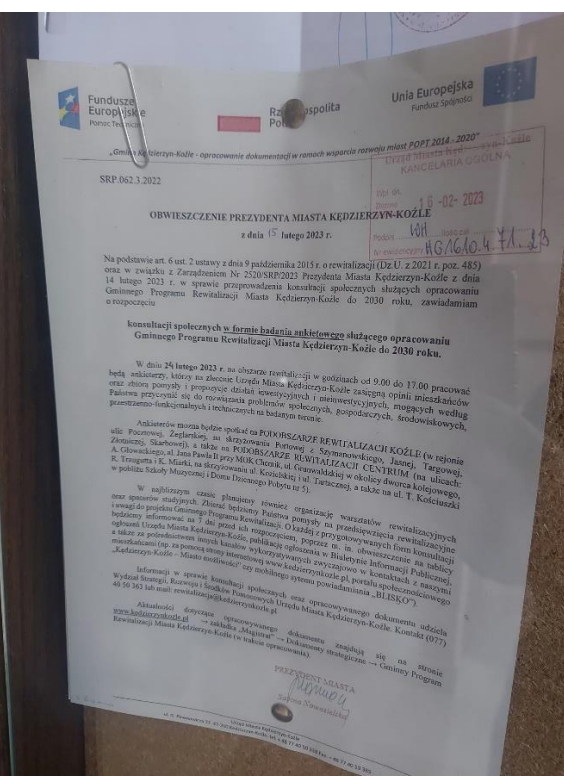 Fundusze
Europejskie
Pomoc Techniczna
Rzeczpospolita
Polska
Unia Europejska
Fundusz Spójności
„Gmina Kędzierzyn-Koźle - opracowanie dokumentacji w ramach wsparcia rozwoju miast POPT 2014 - 2020"
Urząd Miasta Kędzierzyn-Koźle
KANCELARIA OGÓLNA
16 -02- 2023
SRP.062.3.2022
HG1610.4.71.23
OBWIESZCZENIE PREZYDENTA MIASTA KĘDZIERZYN-KOŹLE
z dnia 15 lutego 2023 r.
Na podstawie art. 6 ust. 2 ustawy z dnia 9 października 2015 r. o rewitalizacji (Dz.U. z 2021 r. poz. 485)
oraz w związku z Zarządzeniem Nr 2520/SRP/2023 Prezydenta Miasta Kędzierzyn-Koźle z dnia
14 lutego 2023 r. w sprawie przeprowadzenia konsultacji społecznych służących opracowaniu
Gminnego Programu Rewitalizacji Miasta Kędzierzyn-Koźle do 2030 roku, zawiadamiam
o rozpoczęciu
konsultacji społecznych w formie badania ankietowego służącego opracowaniu
Gminnego Programu Rewitalizacji Miasta Kędzierzyn-Koźle do 2030 roku.
W dniu 24 lutego 2023 r. na obszarze rewitalizacji w godzinach od 9.00 do 17.00 pracować
będą ankieterzy, którzy na zlecenie Urzędu Miasta Kędzierzyn-Koźle zasięgną opinii mieszkańców
oraz zbiorą pomysły i propozycje działań inwestycyjnych i nieinwestycyjnych, mogących według
Państwa przyczynić się do rozwiązania problemów społecznych, gospodarczych, środowiskowych,
przestrzenno-funkcjonalnych i technicznych na badanym terenie.
Ankieterów można będzie spotkać na PODOBSZARZE REWITALIZACJI KOŹLE (w rejonie
ulic Pocztowej, Żeglarskiej, na skrzyżowaniu Portowej z Szymanowskiego, Jasnej, Targowej,
Złotniczej, Skarbowej), a także na PODOBSZARZE REWITALIZACJI CENTRUM (na ulicach:
A. Głowackiego, al. Jana Pawła II przy MOK Chemik, ul. Grunwaldzkiej w okolicy dworca kolejowego,
R. Traugutta i K. Miarki, na skrzyżowaniu ul. Kozielskiej i ul. Tartacznej, a także na ul. T. Kościuszki
w pobliżu Szkoły Muzycznej i Domu Dziennego Pobytu nr 5).
W najbliższym czasie planujemy również organizację warsztatów rewitalizacyjnych
oraz spacerów studyjnych. Zbierać będziemy Państwa pomysły na przedsięwzięcia rewitalizacyjne
i uwagi do projektu Gminnego Programu Rewitalizacji. O każdej z przygotowywanych form konsultacji
będziemy informować na 7 dni przed ich rozpoczęciem, poprzez m. in. obwieszczenie na tablicy
ogłoszeń Urzędu Miasta Kędzierzyn-Koźle, publikację ogłoszenia w Biuletynie Informacji Publicznej,
a także za pośrednictwem innych kanałów wykorzystywanych zwyczajowo w kontaktach z naszymi
mieszkańcami (np. za pomocą strony internetowej www.kedzierzynkozle.pl, portalu społecznościowego
„Kędzierzyn-Koźle - Miasto możliwości" czy mobilnego sytemu powiadamiania „BLISKO").
Informacji w sprawie konsultacji społecznych oraz opracowywanego dokumentu udziela
Wydział Strategii, Rozwoju i Środków Pomocowych Urzędu Miasta Kędzierzyn-Koźle. Kontakt (077)
40 50 362 lub mail: rewitalizacja@kedzierzynkozle.pl
Aktualności dotyczące opracowywanego dokumentu znajdują się na stronie
www.kedzierzynkozle.pl → zakładka „Magistrat" → Dokumenty strategiczne → Gminny Program
Rewitalizacji Miasta Kędzierzyn-Koźle (w trakcie opracowania).
PREZYDENT MIASTA
Sabina Nowosielska
Urząd Miasta Kędzierzyn-Koźle